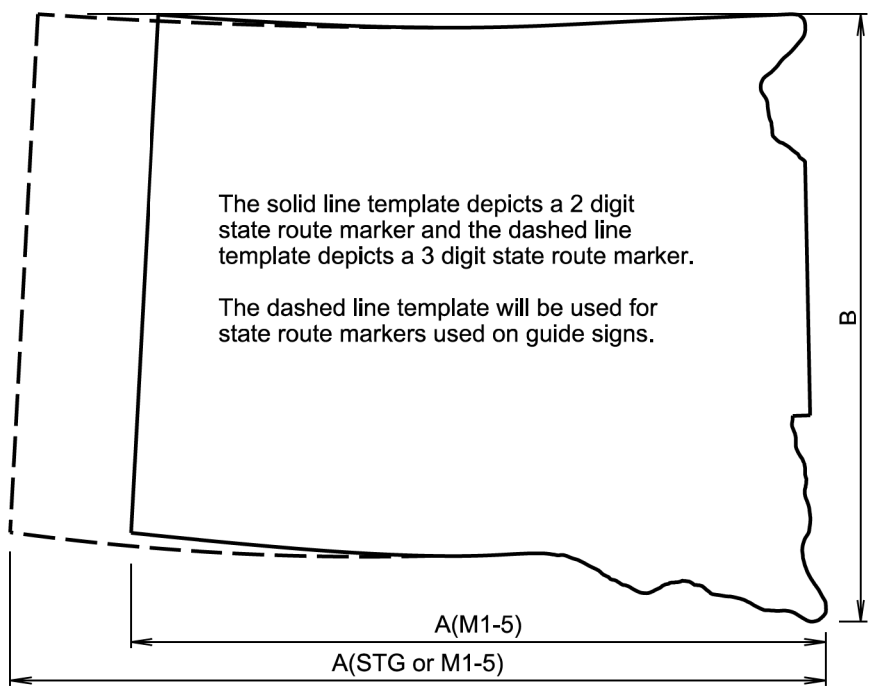 The solid line template depicts a 2 digit
state route marker and the dashed line
template depicts a 3 digit state route marker.
The dashed line template will be used for
state route markers used on guide signs.
B
A(M1-5)
A(STG or M1-5)